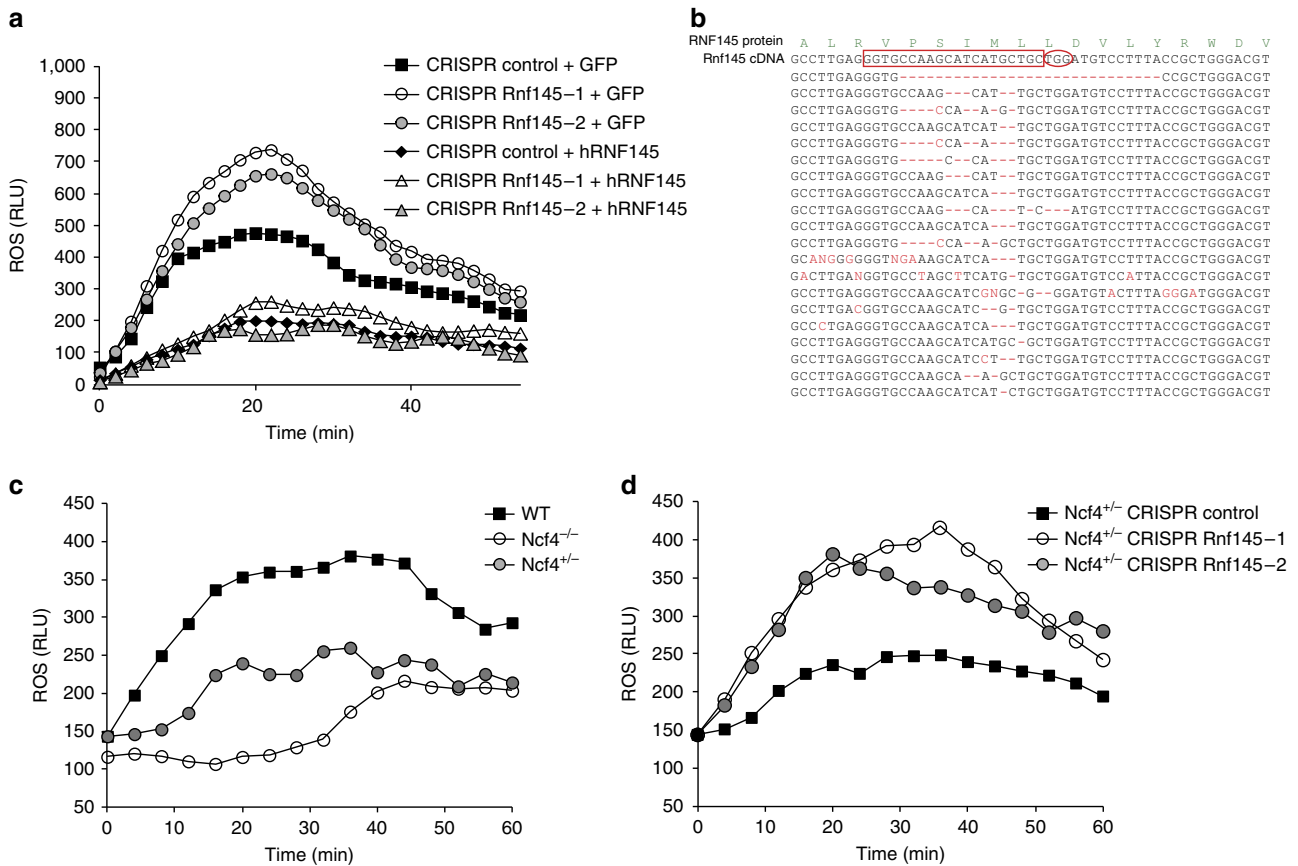 a
ROS (RLU)
1,000
900
800
700
600
500
400
300
200
100
0
0 20 40
Time (min)
CRISPR control + GFP
CRISPR Rnf145−1 + GFP
CRISPR Rnf145−2 + GFP
CRISPR control + hRNF145
CRISPR Rnf145−1 + hRNF145
CRISPR Rnf145−2 + hRNF145
b
RNF145 protein A L R V P S I M L L D V L Y R W D V
Rnf145 cDNA GCCTTGAGGGTGCCAAGCATCATGCTGCTGGATGTCCTTTACCGCTGGGACGT
GCCTTGAGGGTG-----------------------------CCGCTGGGACGT
GCCTTGAGGGTGCCAAG---CAT--TGCTGGATGTCCTTTACCGCTGGGACGT
GCCTTGAGGGTG----CCA--A-G-TGCTGGATGTCCTTTACCGCTGGGACGT
GCCTTGAGGGTGCCAAGCATCAT--TGCTGGATGTCCTTTACCGCTGGGACGT
GCCTTGAGGGTG----CCA---T--TGCTGGATGTCCTTTACCGCTGGGACGT
GCCTTGAGGGTG-----C--CA---TGCTGGATGTCCTTTACCGCTGGGACGT
GCCTTGAGGGTGCCAAGCATCA---TGCTGGATGTCCTTTACCGCTGGGACGT
GCCTTGAGGGTGCCAAGCATCAT--TGCTGGATGTCCTTTACCGCTGGGACGT
GCCTTGAGGGTGCCAAG---CA---T-C---ATGTCCTTTACCGCTGGGACGT
GCCTTGAGGGTGCCAAGCATCAT--TGCTGGATGTCCTTTACCGCTGGGACGT
GCCTTGAGGGTG----CCA--A-GCTGCTGGATGTCCTTTACCGCTGGGACGT
GCANGGGGGGTNGAAAGCATCA---TGCTGGATGTCCTTTACCGCTGGGACGT
GACTTGANGGTGCCTAGCTTCATG-TGCTGGATGTCCATTACCGCTGGGACGT
GCCTTGAGGGTGCCAAGCATCGNGC-G--GGATGTACTTTAGGGATGGGACGT
GCCTTGACGGTGCCAAGCATC--G-TGCTGGATGTCCTTTACCGCTGGGACGT
GCCCTGAGGGTGCCAAGCATCA---TGCTGGATGTCCTTTACCGCTGGGACGT
GCCTTGAGGGTGCCAAGCATCATGC-GCTGGATGTCCTTTACCGCTGGGACGT
GCCTTGAGGGTGCCAAGCATCCT--TGCTGGATGTCCTTTACCGCTGGGACGT
GCCTTGAGGGTGCCAAGCA--A-GCTGCTGGATGTCCTTTACCGCTGGGACGT
GCCTTGAGGGTGCCAAGCATCAT-CTGCTGGATGTCCTTTACCGCTGGGACGT
c
ROS (RLU)
450
400
350
300
250
200
150
100
50
0 10 20 30 40 50 60
Time (min)
WT
Ncf4−/−
Ncf4+/−
d
ROS (RLU)
450
400
350
300
250
200
150
100
50
0 10 20 30 40 50 60
Time (min)
Ncf4+/− CRISPR control
Ncf4+/− CRISPR Rnf145−1
Ncf4+/− CRISPR Rnf145−2